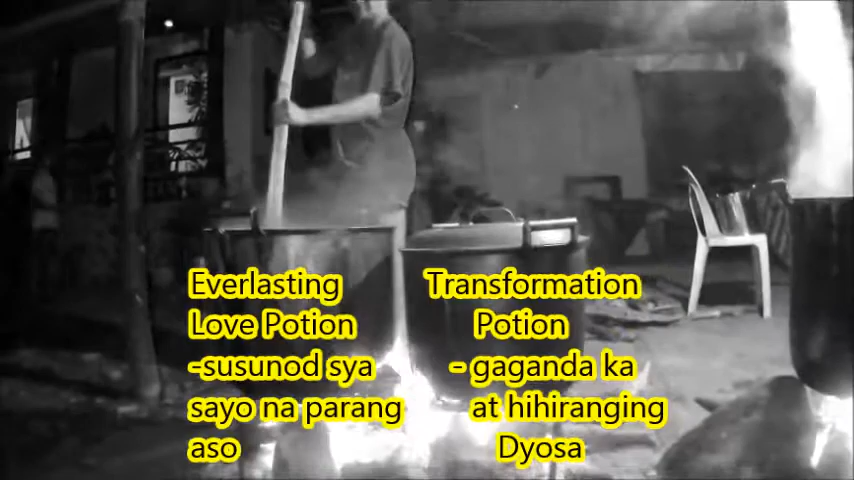 Everlasting
Love Potion
-susunod sya
sayo na parang
aso
Transformation
Potion
- gaganda ka
at hihiranging
Dyosa